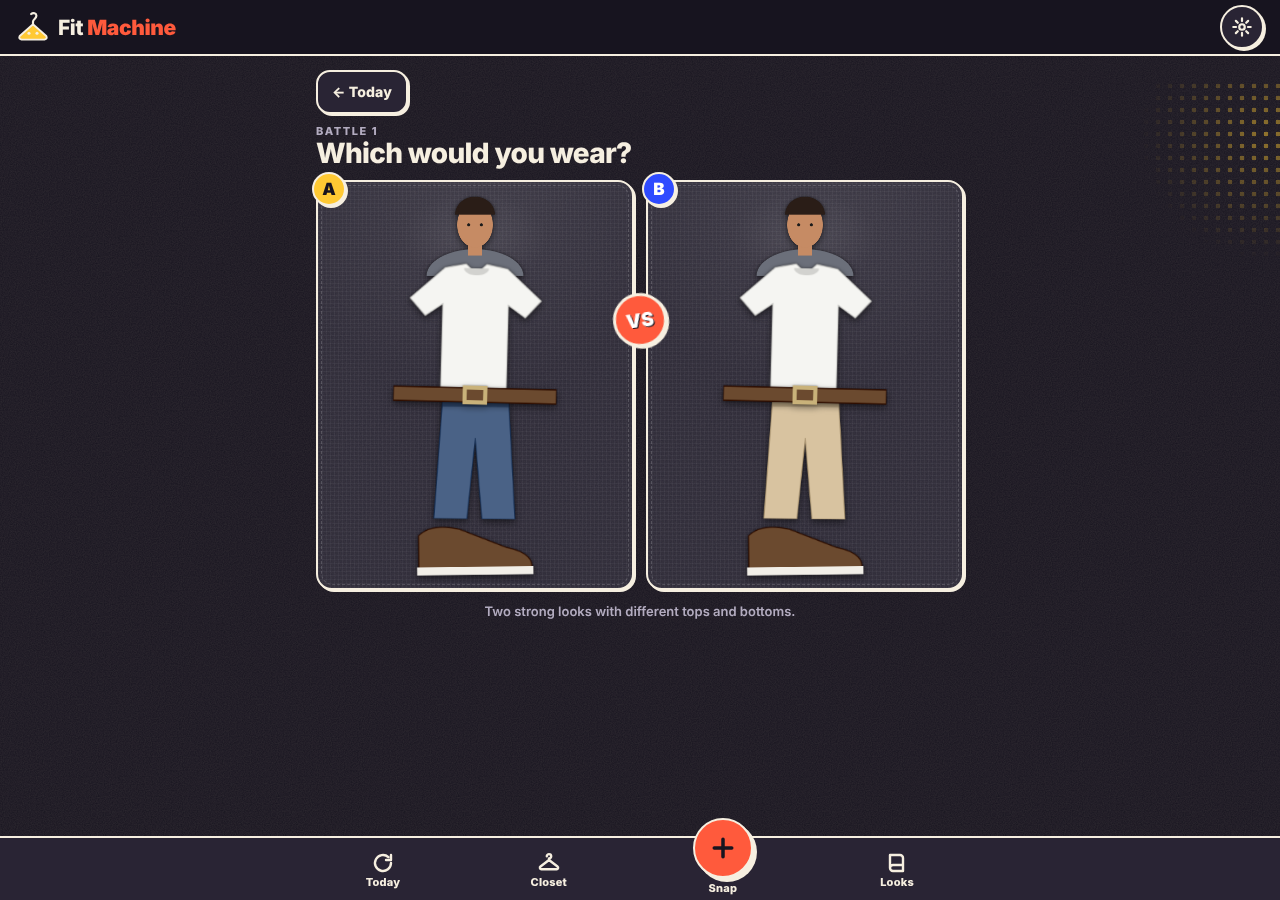 Fit Machine
← Today
BATTLE 1
Which would you wear?
A
B
VS
Two strong looks with different tops and bottoms.
Today
Closet
Snap
Looks